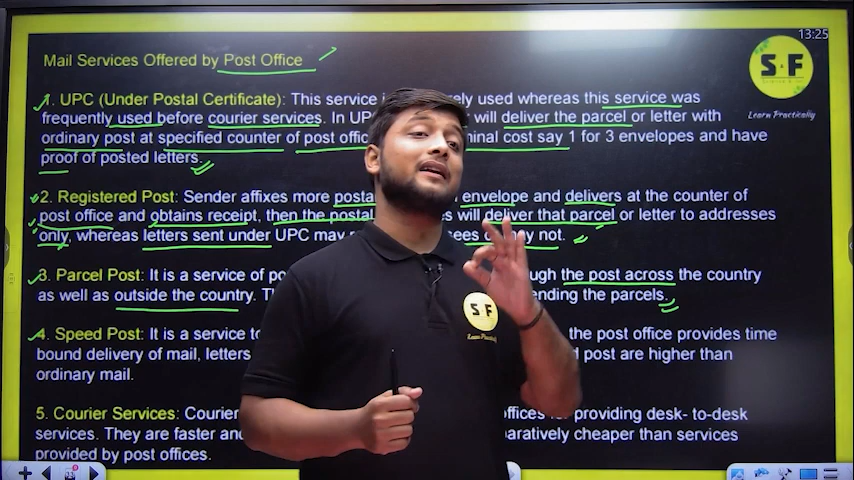 13:25
Mail Services Offered by Post Office
S F
Learn Practically
1. UPC (Under Postal Certificate): This service i rely used whereas this service was
frequently used before courier services. In UP will deliver the parcel or letter with
ordinary post at specified counter of post offic minal cost say 1 for 3 envelopes and have
proof of posted letters.
2. Registered Post: Sender affixes more posta envelope and delivers at the counter of
post office and obtains receipt, then the postal es will deliver that parcel or letter to addresses
only, whereas letters sent under UPC may r sees or may not.
3. Parcel Post: It is a service of po ugh the post across the country
as well as outside the country. T ending the parcels.
S F
Learn Practically
4. Speed Post: It is a service to the post office provides time
bound delivery of mail, letters d post are higher than
ordinary mail.
5. Courier Services: Courier offices for providing desk- to-desk
services. They are faster and paratively cheaper than services
provided by post offices.